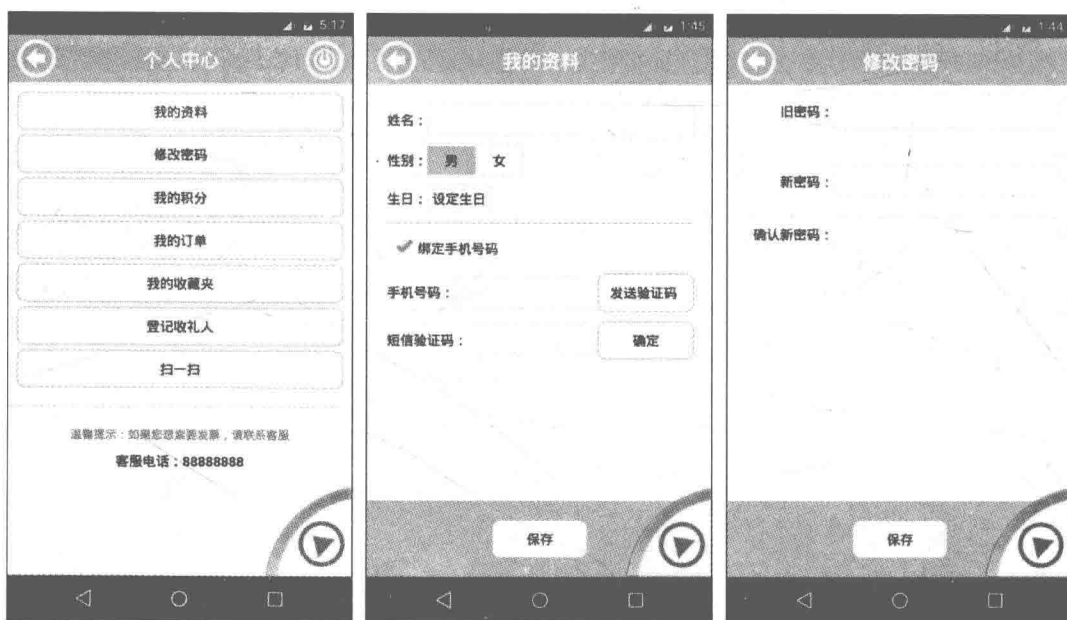 5:17
个人中心
我的资料
修改密码
我的积分
我的订单
我的收藏夹
登记收礼人
扫一扫
温馨提示：如果您想索要发票，请联系客服
客服电话：88888888
1:45
我的资料
姓名：
性别： 男 女
生日： 设定生日
绑定手机号码
手机号码： 发送验证码
短信验证码： 确定
保存
1:44
修改密码
旧密码：
新密码：
确认新密码：
保存